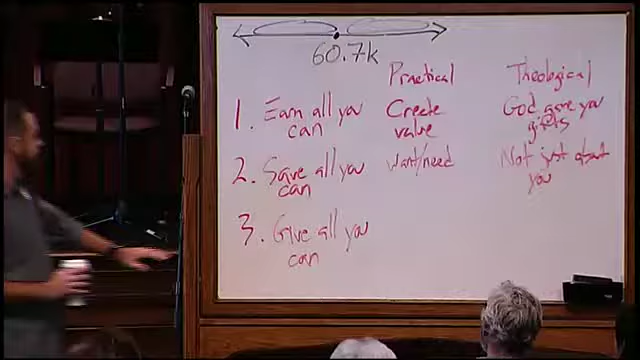 60.7k
Practical Theological
1. Earn all you can Create value God gave you gifts
2. Save all you can Want/need Not just about you
3. Give all you can